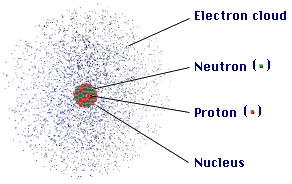 Electron cloud
Neutron ( )
Proton ( )
Nucleus